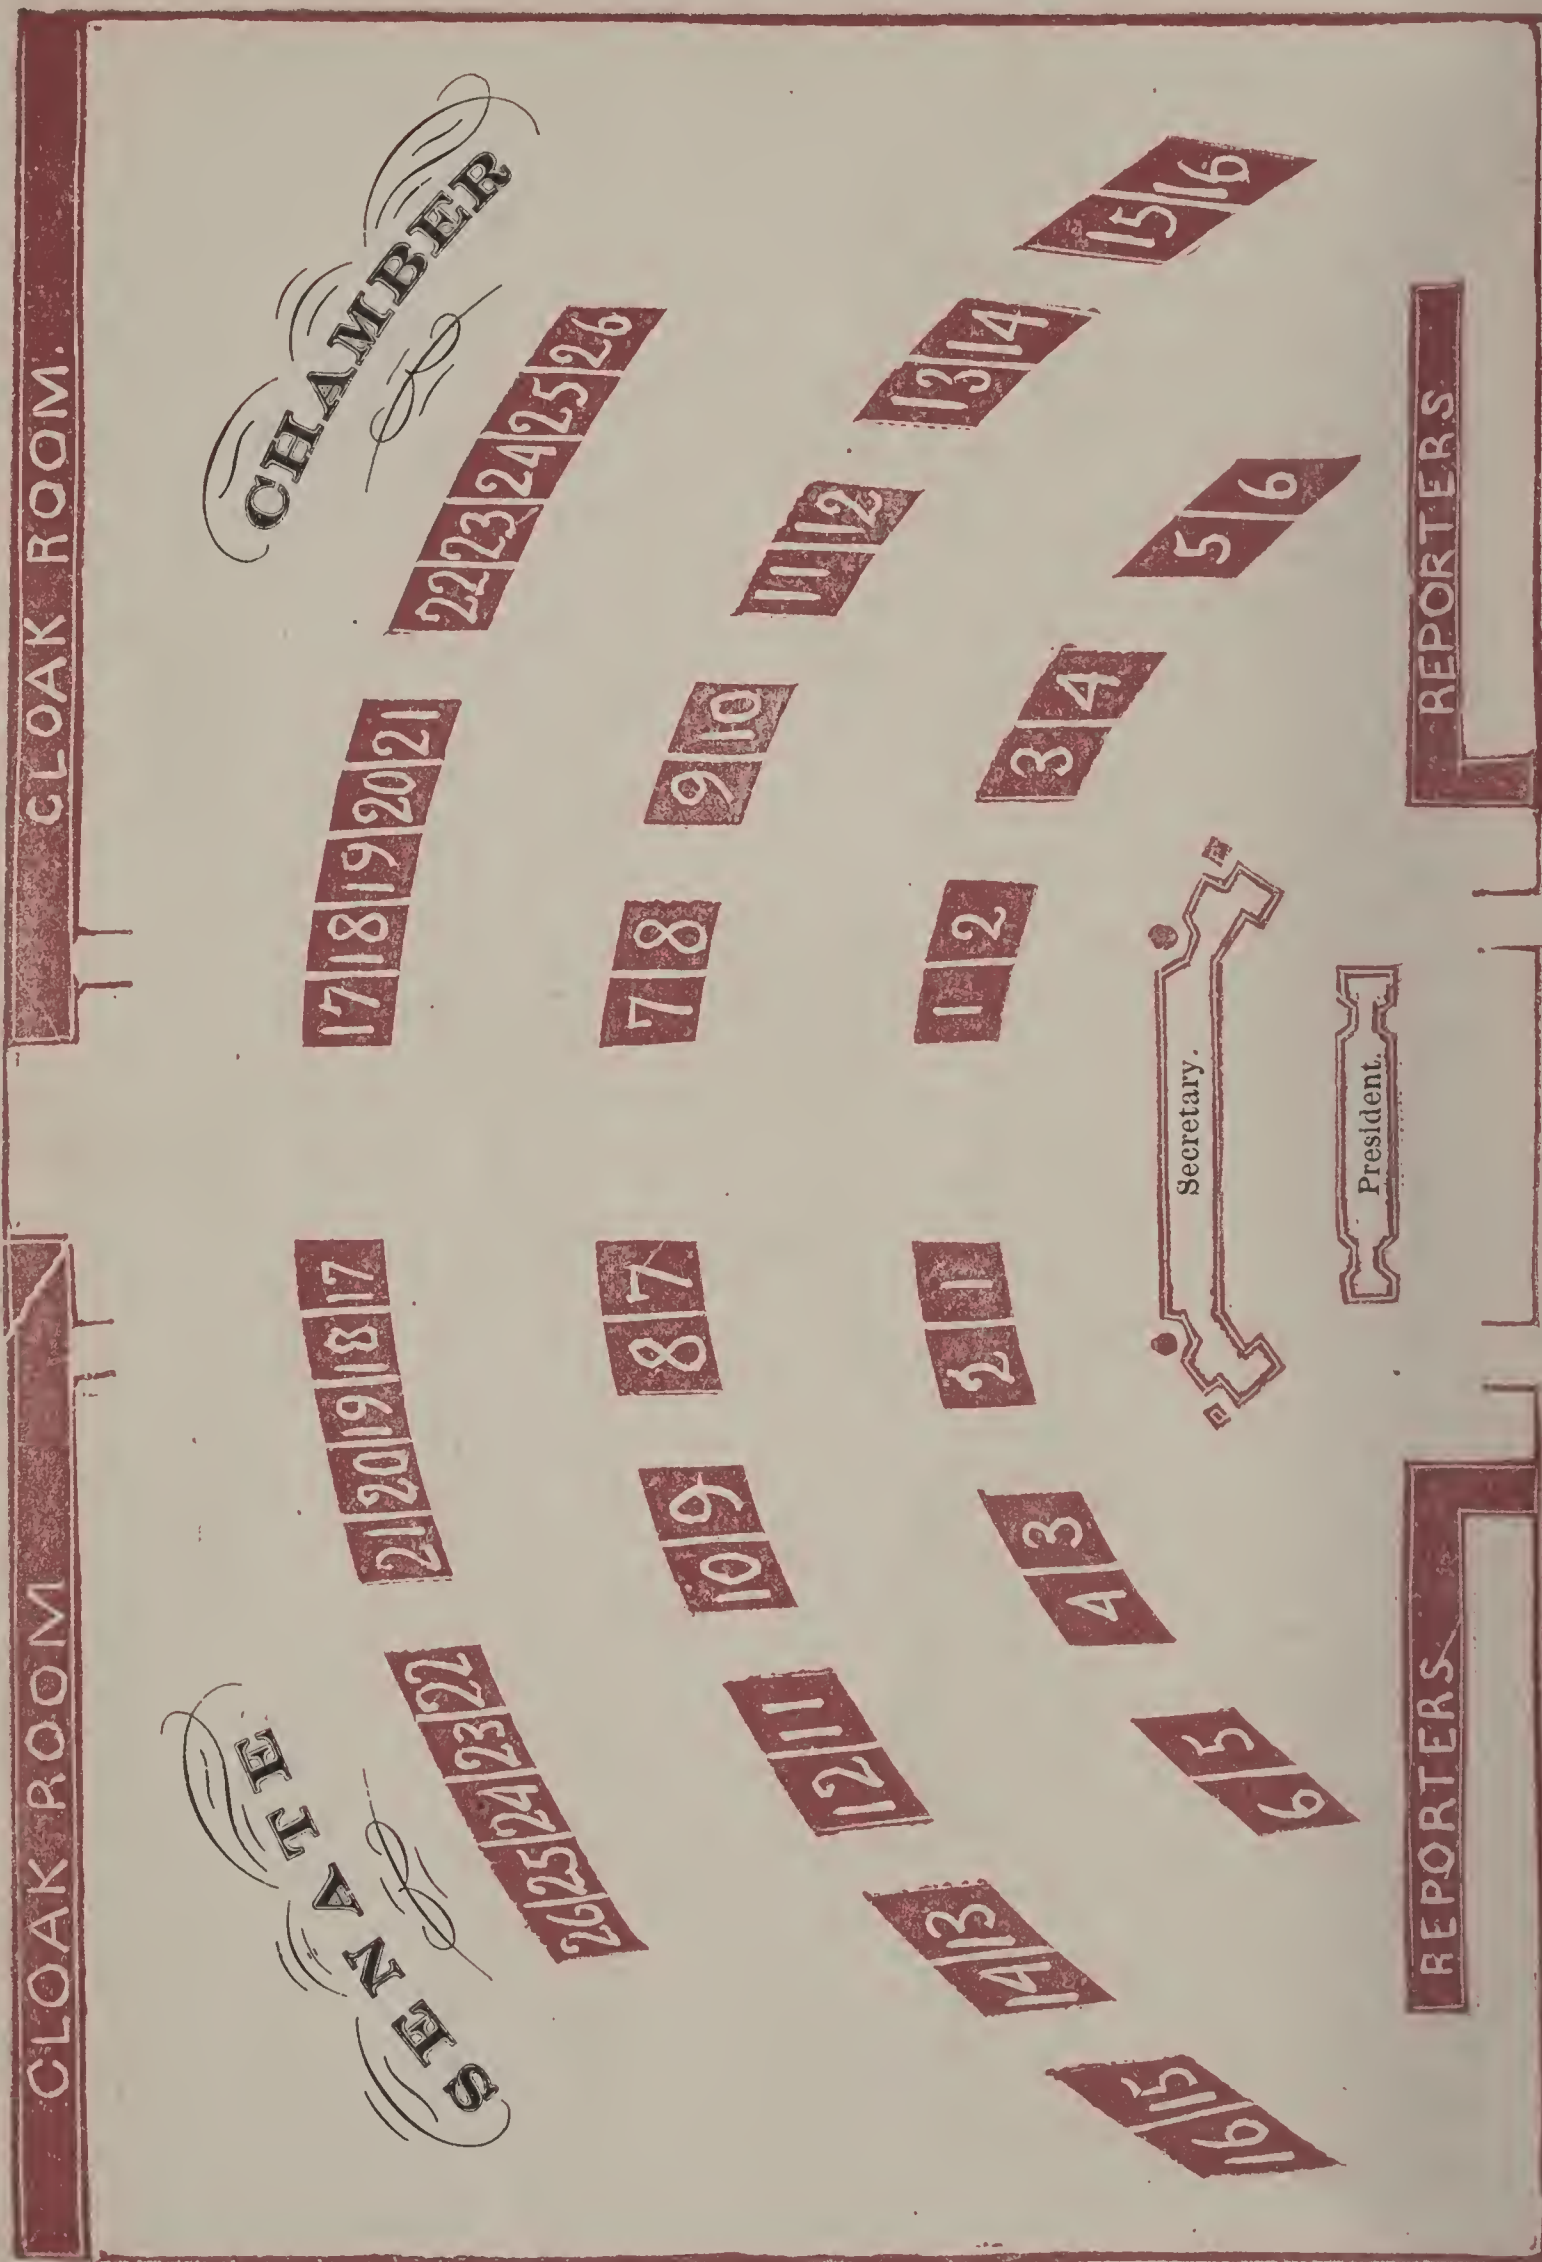 CLOAK ROOM CLOAK ROOM.
SENATE CHAMBER
26 25 24 23 22 21 20 19 18 17 17 18 19 20 21 22 23 24 25 26
16 15 14 13 12 11 10 9 8 7 7 8 9 10 11 12 13 14 15 16
6 5 4 3 2 1 1 2 3 4 5 6
Secretary.
President.
REPORTERS REPORTERS